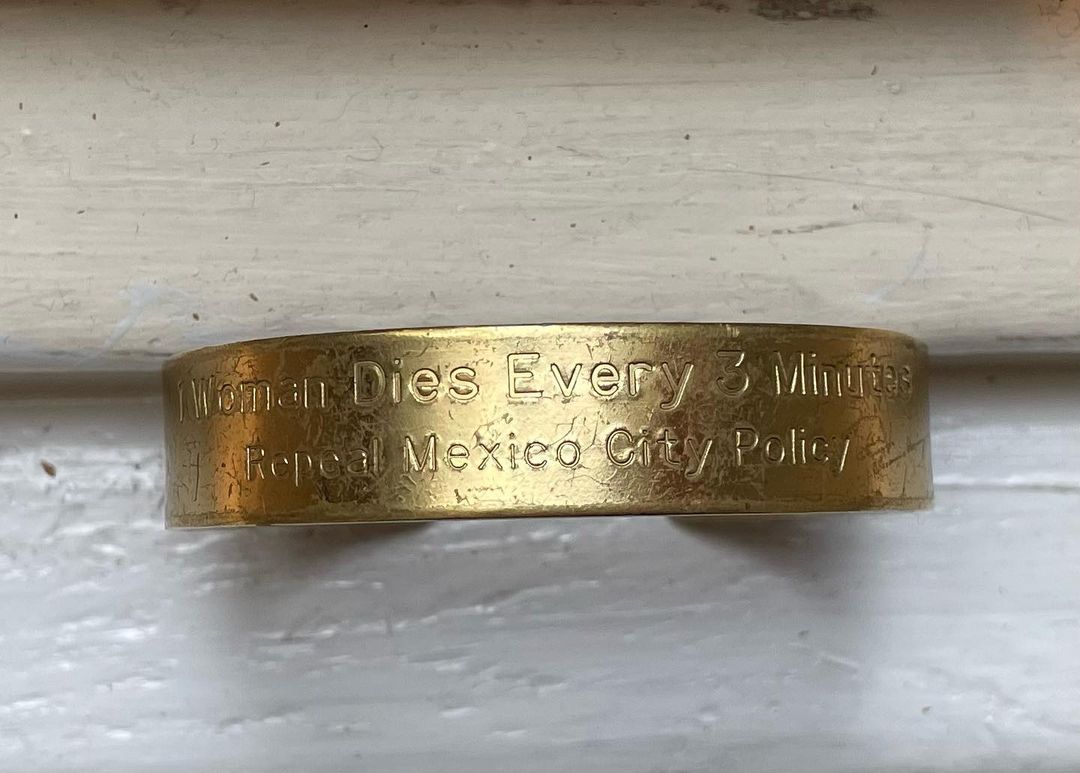 1 Woman Dies Every 3 Minutes
Repeal Mexico City Policy